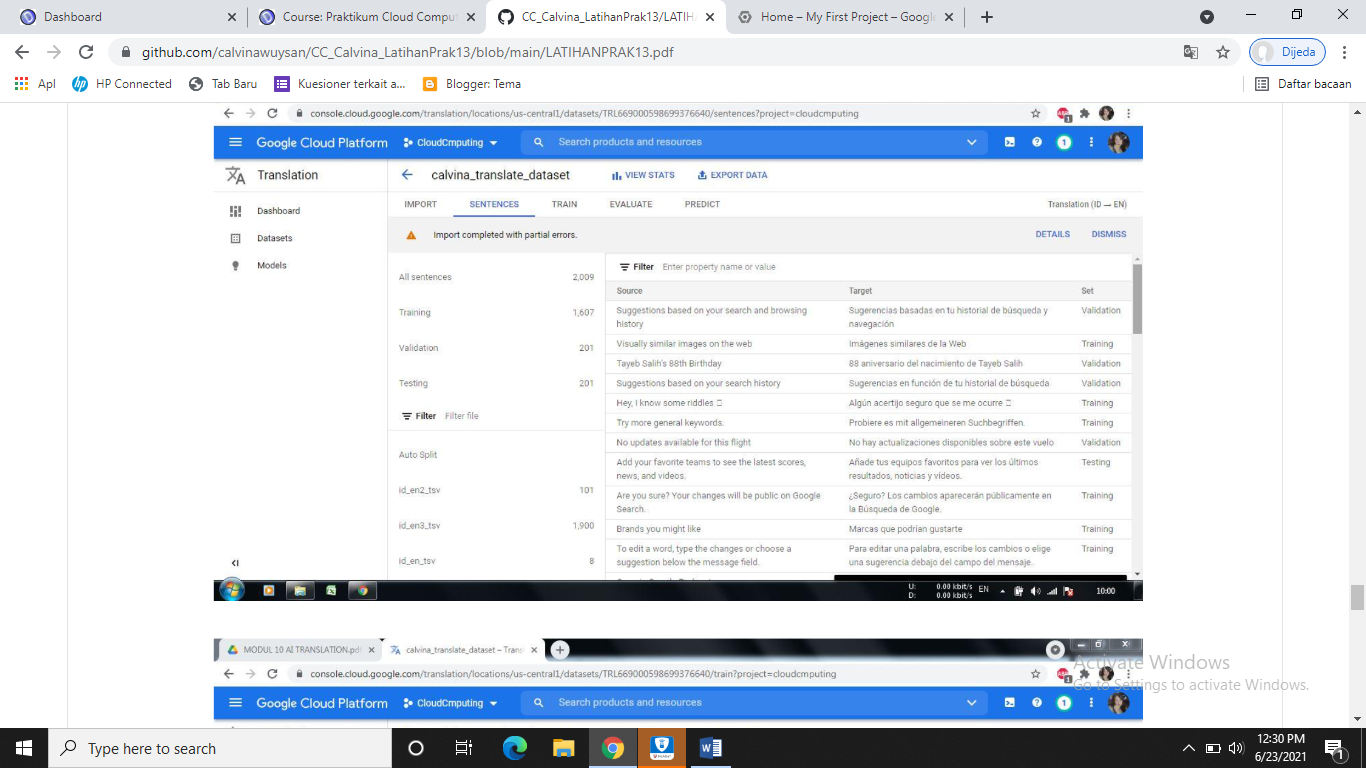 Dashboard
Course: Praktikum Cloud Comput
CC_Calvina_LatihanPrak13/LATIH
Home – My First Project – Google
github.com/calvinawuysan/CC_Calvina_LatihanPrak13/blob/main/LATIHANPRAK13.pdf
Dijeda
Apl
HP Connected
Tab Baru
Kuesioner terkait a...
Blogger: Tema
Daftar bacaan
console.cloud.google.com/translation/locations/us-central1/datasets/TRL669000598699376640/sentences?project=cloudcmputing
Google Cloud Platform
CloudCmputing
Search products and resources
1
Translation
calvina_translate_dataset
VIEW STATS
EXPORT DATA
IMPORT
SENTENCES
TRAIN
EVALUATE
PREDICT
Translation (ID → EN)
Dashboard
Datasets
Models
Import completed with partial errors.
DETAILS
DISMISS
All sentences 2,009
Training 1,607
Validation 201
Testing 201
Filter Filter file
Auto Split
id_en2_tsv 101
id_en3_tsv 1,900
id_en_tsv 8
Filter Enter property name or value
Source Target Set
Suggestions based on your search and browsing Sugerencias basadas en tu historial de búsqueda y Validation
history navegación
Visually similar images on the web Imágenes similares de la Web Training
Tayeb Salih's 88th Birthday 88 aniversario del nacimiento de Tayeb Salih Validation
Suggestions based on your search history Sugerencias en función de tu historial de búsqueda Validation
Hey, I know some riddles Algún acertijo seguro que se me ocurre Training
Try more general keywords. Probiere es mit allgemeineren Suchbegriffen. Training
No updates available for this flight No hay actualizaciones disponibles sobre este vuelo Validation
Add your favorite teams to see the latest scores, Añade tus equipos favoritos para ver los últimos Testing
news, and videos. resultados, noticias y vídeos.
Are you sure? Your changes will be public on Google ¿Seguro? Los cambios aparecerán públicamente en Training
Search. la Búsqueda de Google.
Brands you might like Marcas que podrían gustarte Training
To edit a word, type the changes or choose a Para editar una palabra, escribe los cambios o elige Training
suggestion below the message field. una sugerencia debajo del campo del mensaje.
U: 0.00 kbit/s
D: 0.00 kbit/s
EN
10:00
MODUL 10 AI TRANSLATION.pdf
calvina_translate_dataset – Trans
console.cloud.google.com/translation/locations/us-central1/datasets/TRL669000598699376640/train?project=cloudcmputing
Google Cloud Platform
CloudCmputing
Search products and resources
1
Activate Windows
Go to Settings to activate Windows.
Type here to search
12:30 PM
6/23/2021
1